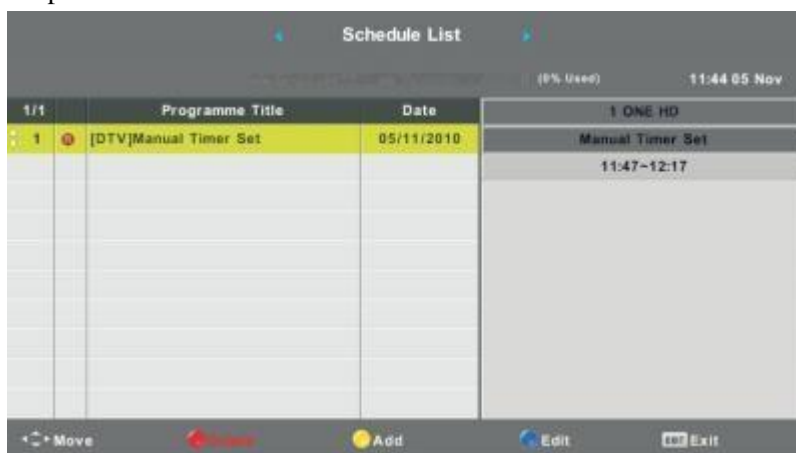 Schedule List
(0% Used) 11:44 05 Nov
1/1 Programme Title Date 1 ONE HD
1 [DTV]Manual Timer Set 05/11/2010 Manual Timer Set
11:47~12:17
Move Add Edit EXIT Exit